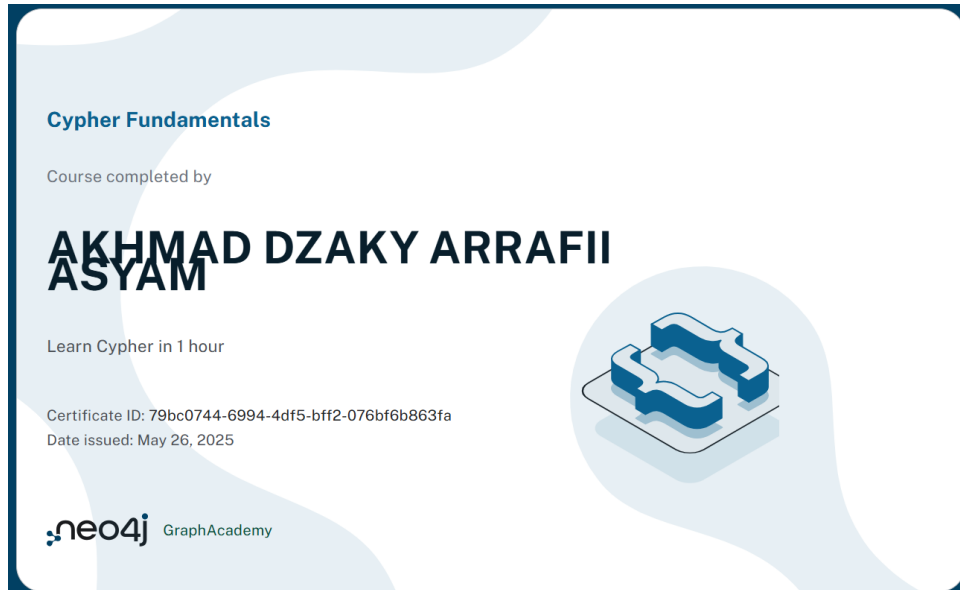 Cypher Fundamentals
Course completed by
AKHMAD DZAKY ARRAFII
ASYAM
Learn Cypher in 1 hour
Certificate ID: 79bc0744-6994-4df5-bff2-076bf6b863fa
Date issued: May 26, 2025
neo4j GraphAcademy